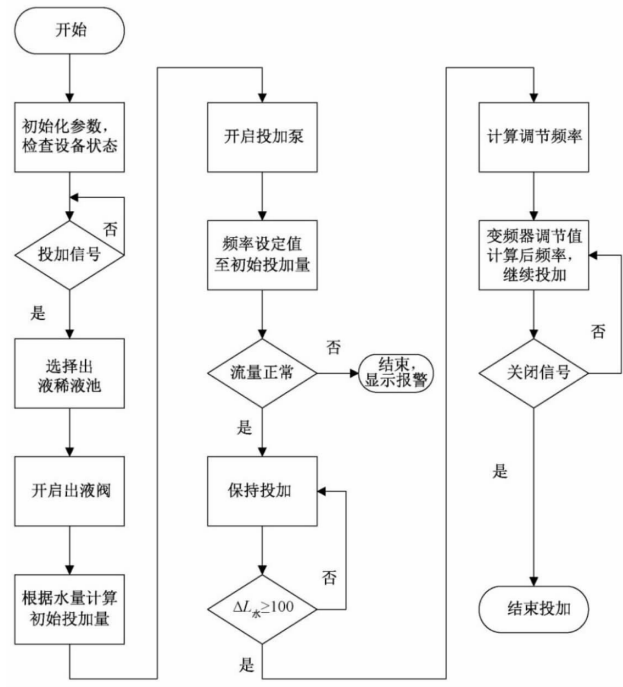 开始
初始化参数，
检查设备状态
否
投加信号
是
选择出
液稀液池
开启出液阀
根据水量计算
初始投加量
开启投加泵
频率设定值
至初始投加量
否
流量正常
结束，
显示报警
是
保持投加
否
ΔL水≥100
是
计算调节频率
变频器调节值
计算后频率，
继续投加
否
关闭信号
是
结束投加